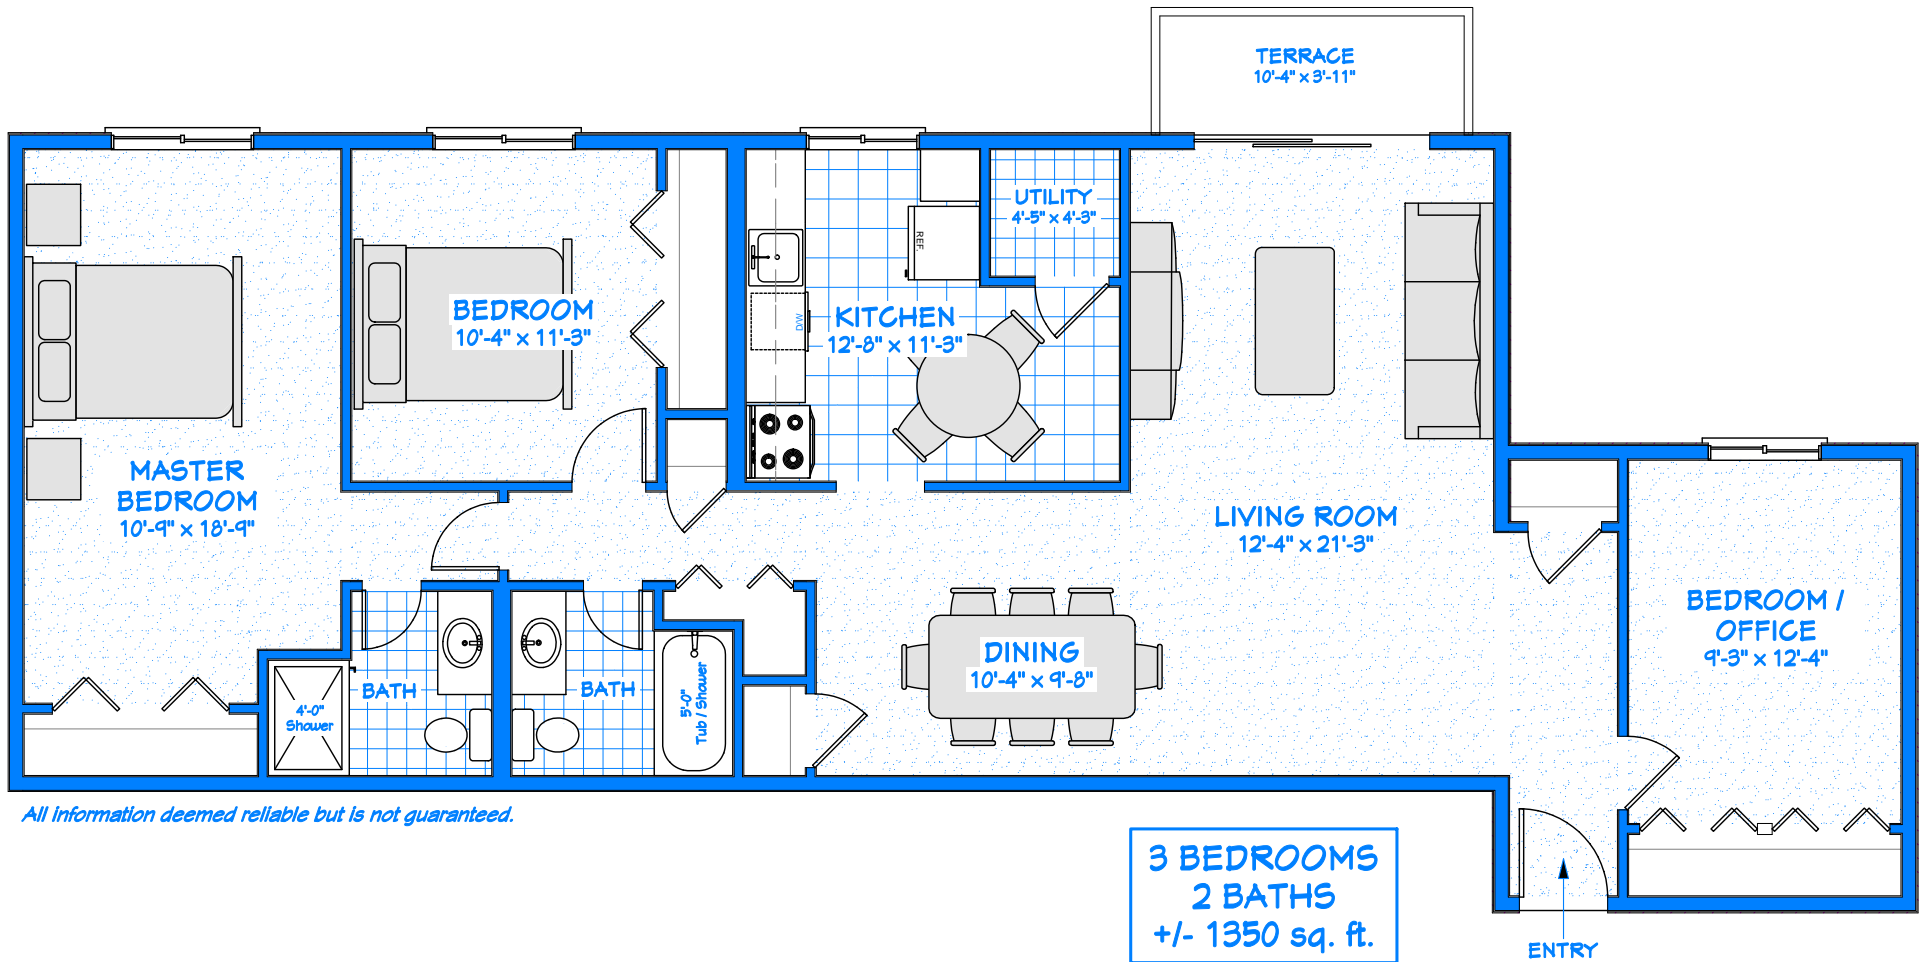 TERRACE
10'-4" x 3'-11"
UTILITY
4'-5" x 4'-3"
REF
BEDROOM
10'-4" x 11'-3"
D/W
KITCHEN
12'-8" x 11'-3"
MASTER
BEDROOM
10'-9" x 18'-9"
LIVING ROOM
12'-4" x 21'-3"
BEDROOM /
OFFICE
9'-3" x 12'-4"
DINING
10'-4" x 9'-8"
BATH
BATH
4'-0"
Shower
5'-0"
Tub / Shower
All information deemed reliable but is not guaranteed.
3 BEDROOMS
2 BATHS
+/- 1350 sq. ft.
ENTRY